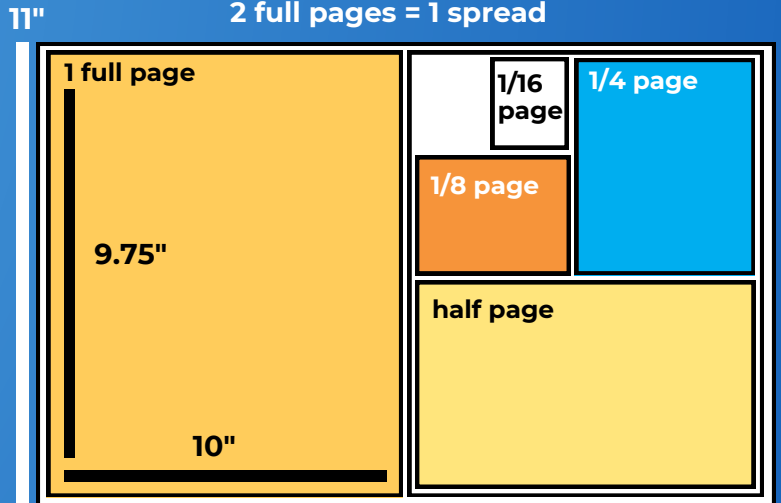 11"
2 full pages = 1 spread
1 full page
9.75"
10"
1/16
page
1/4 page
1/8 page
half page